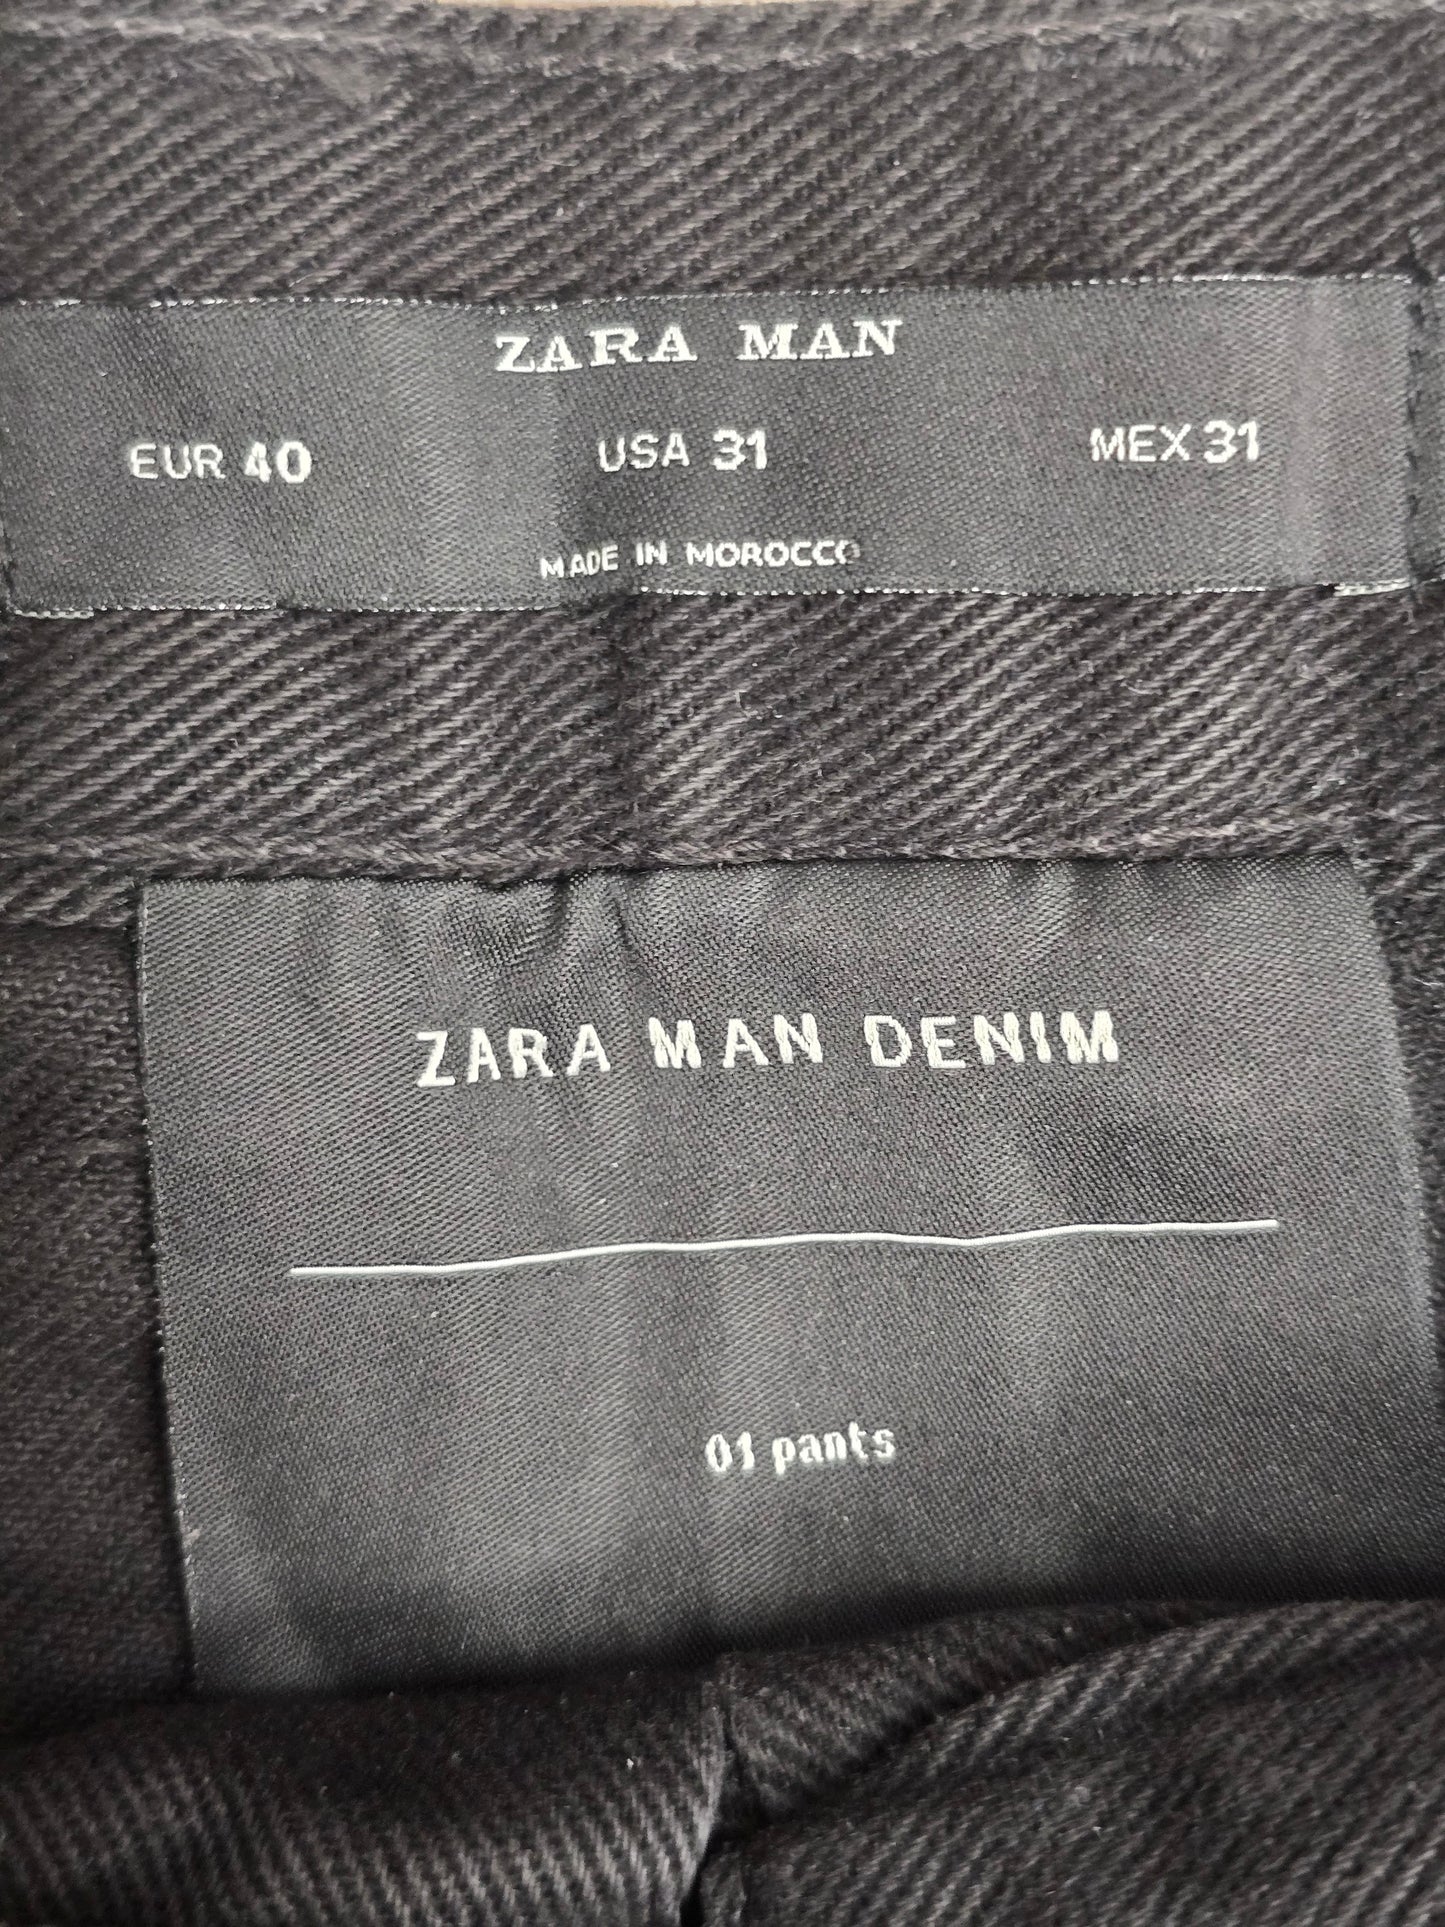 ZARA MAN
EUR 40 USA 31 MEX 31
MADE IN MOROCCO
ZARA MAN DENIM
01 pants